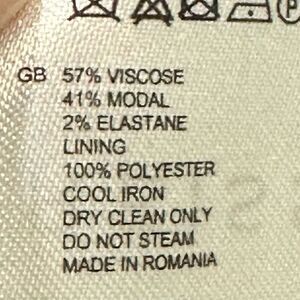 P
GB 57% VISCOSE
41% MODAL
2% ELASTANE
LINING
100% POLYESTER
COOL IRON
DRY CLEAN ONLY
DO NOT STEAM
MADE IN ROMANIA